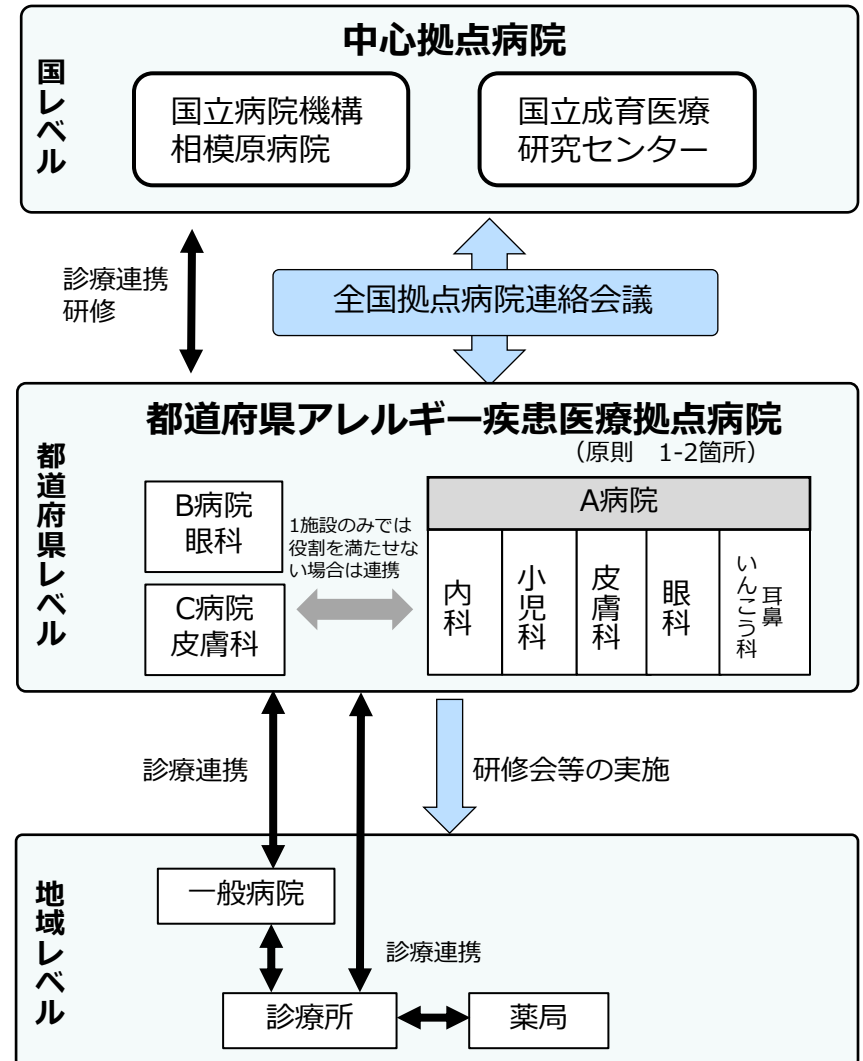 中心拠点病院
国レベル
国立病院機構
相模原病院
国立成育医療
研究センター
診療連携
研修
全国拠点病院連絡会議
都道府県アレルギー疾患医療拠点病院
（原則　1-2箇所）
都道府県レベル
B病院
眼科
C病院
皮膚科
1施設のみでは
役割を満たせな
い場合は連携
A病院
内科
小児科
皮膚科
眼科
耳鼻
いんこう科
診療連携
研修会等の実施
地域レベル
一般病院
診療連携
診療所
薬局